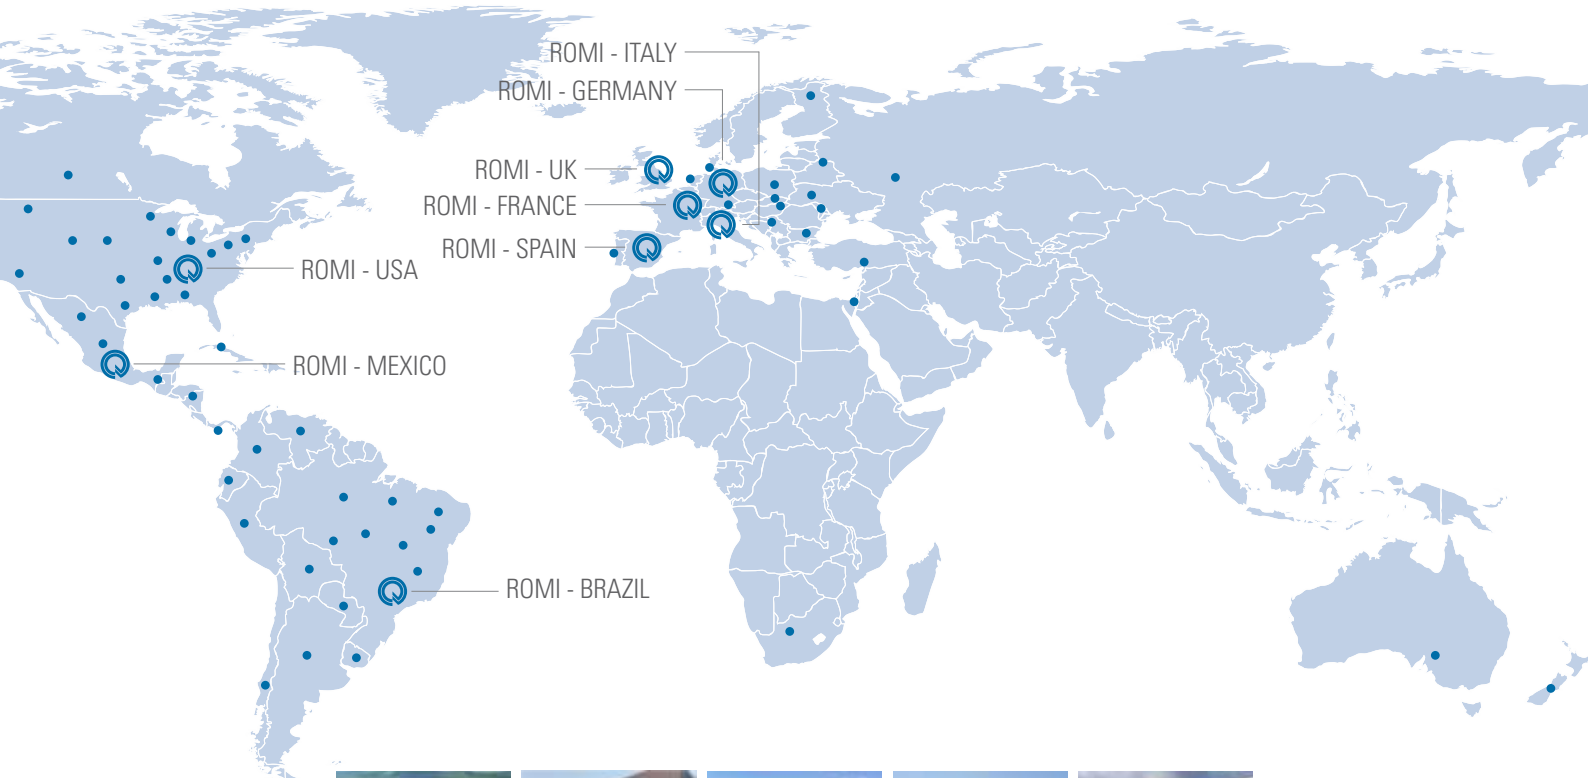 ROMI - ITALY
ROMI - GERMANY
ROMI - UK
ROMI - FRANCE
ROMI - SPAIN
ROMI - USA
ROMI - MEXICO
ROMI - BRAZIL